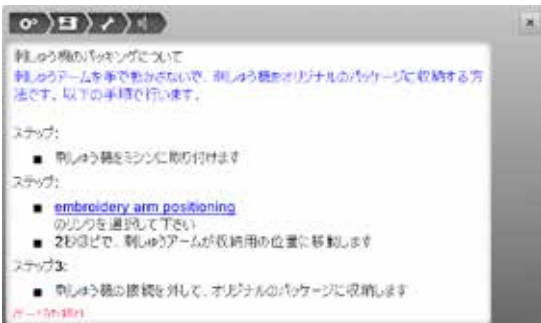 刺しゅう機のパッキングについて
刺しゅうアームを手で動かさないで、刺しゅう機をオリジナルのパッケージに収納する方
法です。以下の手順で行います。
ステップ:
刺しゅう機をミシンに取り付けます
ステップ:
embroidery arm positioning
のリンクを選択して下さい
2秒ほどで、刺しゅうアームが収納用の位置に移動します
ステップ3:
刺しゅう機の接続を外して、オリジナルのパッケージに収納します